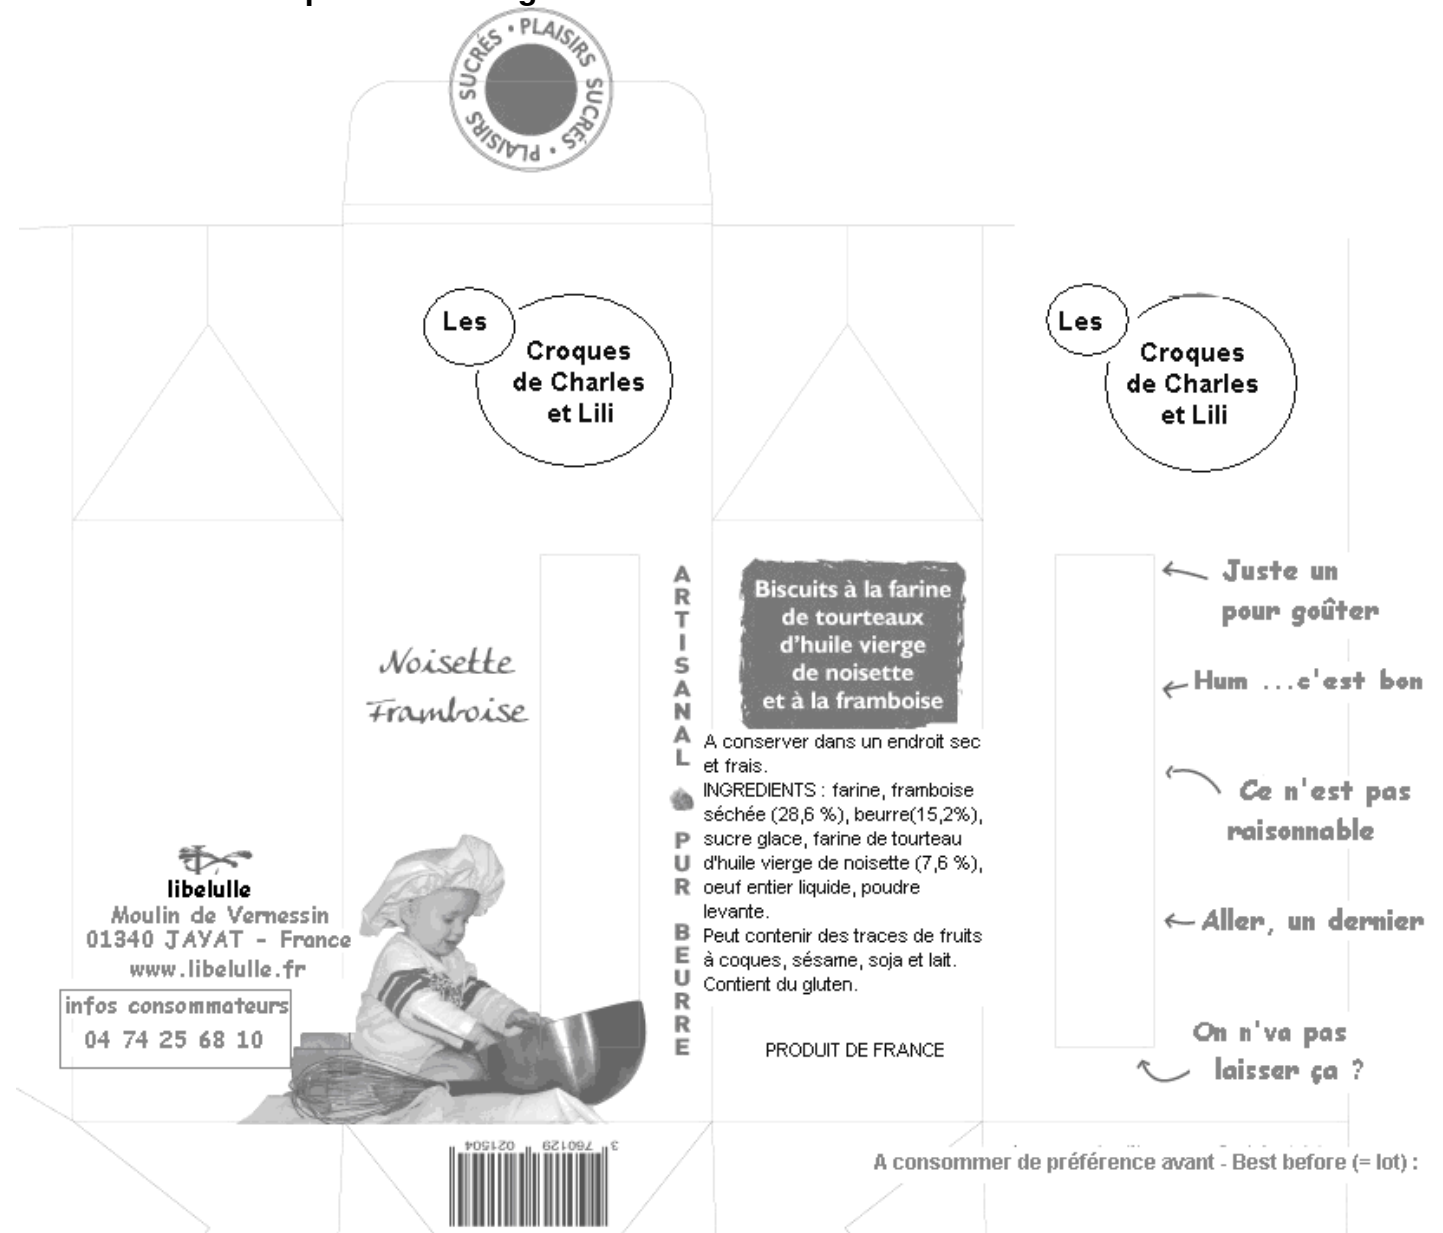 PLAISIRS SUCRÉS • PLAISIRS SUCRÉS •
Les
Croques
de Charles
et Lili
Les
Croques
de Charles
et Lili
Noisette
Framboise
ARTISANAL PUR BEURRE
Biscuits à la farine
de tourteaux
d'huile vierge
de noisette
et à la framboise
A conserver dans un endroit sec
et frais.
INGREDIENTS : farine, framboise
séchée (28,6 %), beurre(15,2%),
sucre glace, farine de tourteau
d'huile vierge de noisette (7,6 %),
oeuf entier liquide, poudre
levante.
Peut contenir des traces de fruits
à coques, sésame, soja et lait.
Contient du gluten.
PRODUIT DE FRANCE
Juste un
pour goûter
Hum ...c'est bon
Ce n'est pas
raisonnable
Aller, un dernier
On n'va pas
laisser ça ?
libelulle
Moulin de Vernessin
01340 JAYAT - France
www.libelulle.fr
infos consommateurs
04 74 25 68 10
3 760129 021504
A consommer de préférence avant - Best before (= lot) :